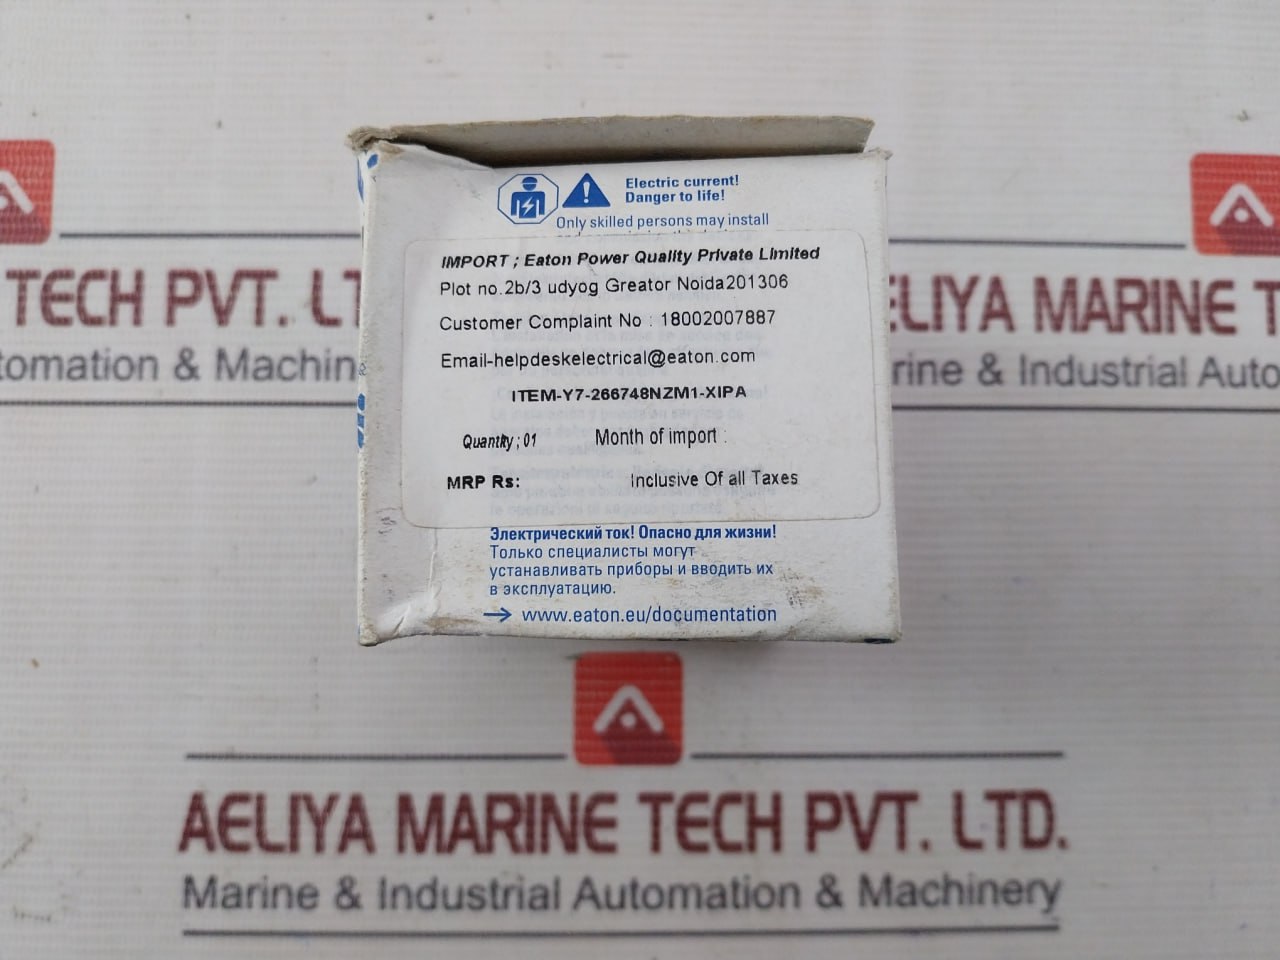 Electric current!
Danger to life!
Only skilled persons may install
IMPORT ; Eaton Power Quality Private Limited
Plot no.2b/3 udyog Greator Noida201306
Customer Complaint No : 18002007887
Email-helpdeskelectrical@eaton.com
ITEM-Y7-266748NZM1-XIPA
Quantity ; 01 Month of import :
MRP Rs: Inclusive Of all Taxes
Электрический ток! Опасно для жизни!
Только специалисты могут
устанавливать приборы и вводить их
в эксплуатацию.
→ www.eaton.eu/documentation
TECH PVT. LT
tomation & Machin
ELIYA MARINE T
rine & Industrial Auto
AELIYA MARINE TECH PVT. LTD.
Marine & Industrial Automation & Machinery